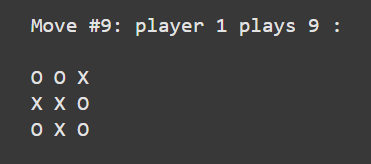 Move #9: player 1 plays 9 :
O O X
X X O
O X O